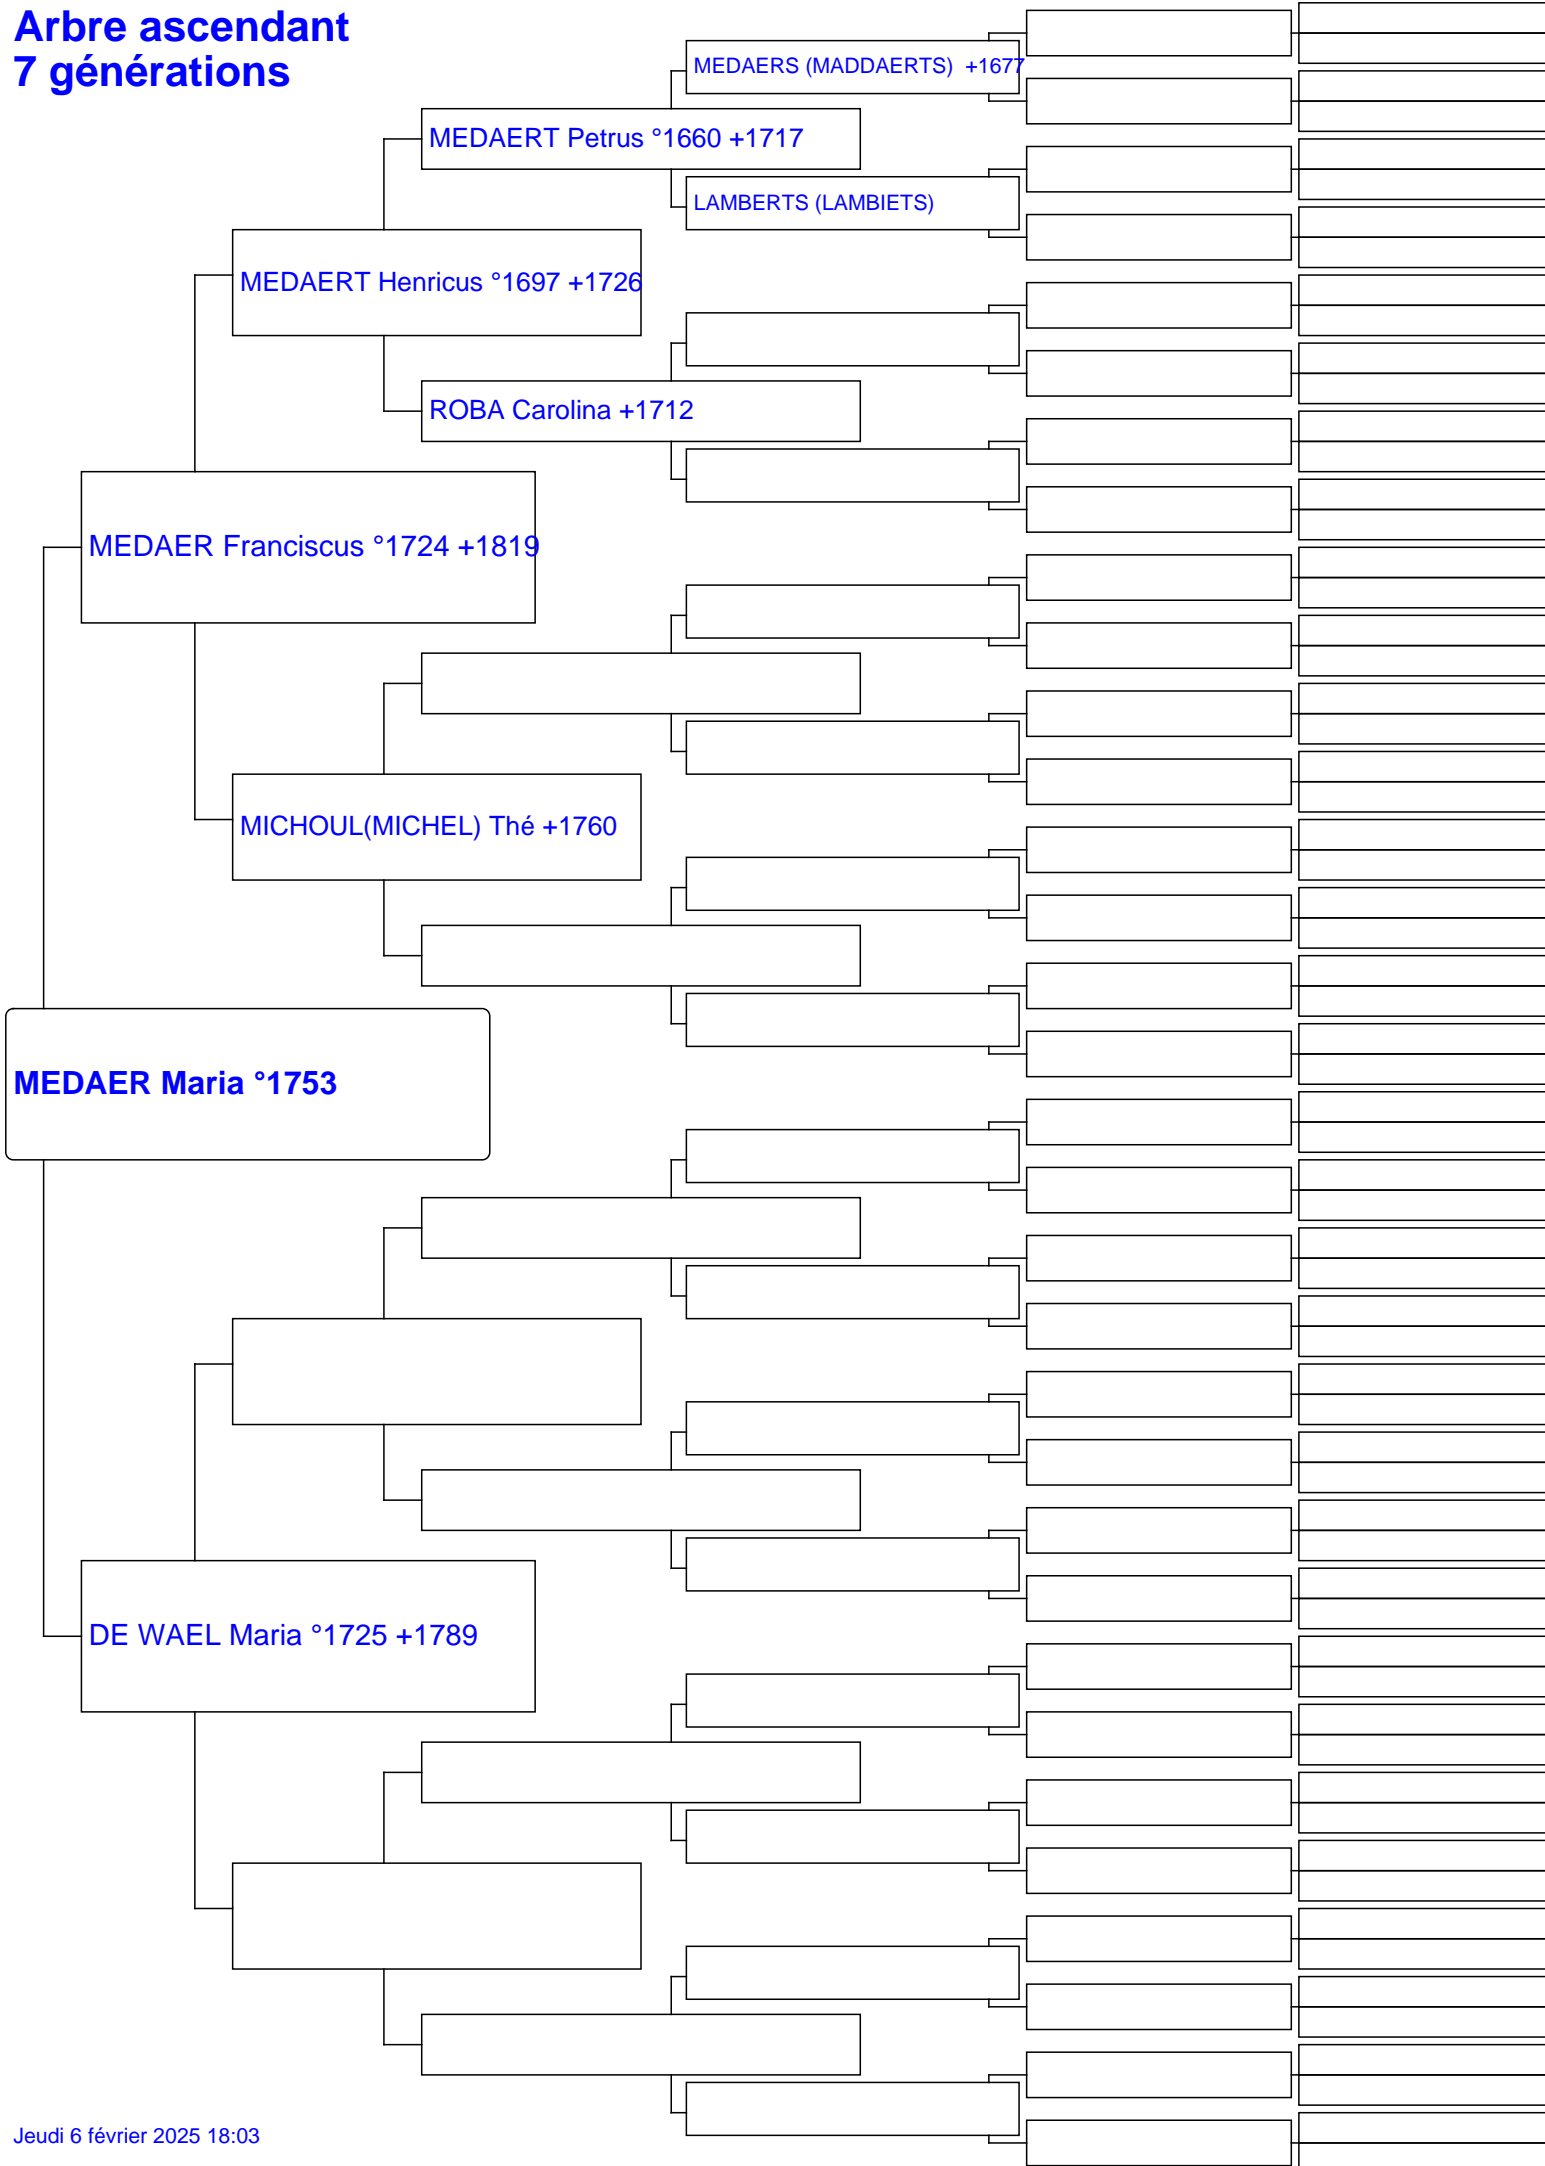 Arbre ascendant
7 générations
MEDAERS (MADDAERTS)  +1677
MEDAERT Petrus °1660 +1717
LAMBERTS (LAMBIETS)
MEDAERT Henricus °1697 +1726
ROBA Carolina +1712
MEDAER Franciscus °1724 +1819
MICHOUL(MICHEL) Thé +1760
MEDAER Maria °1753
DE WAEL Maria °1725 +1789
Jeudi 6 février 2025 18:03